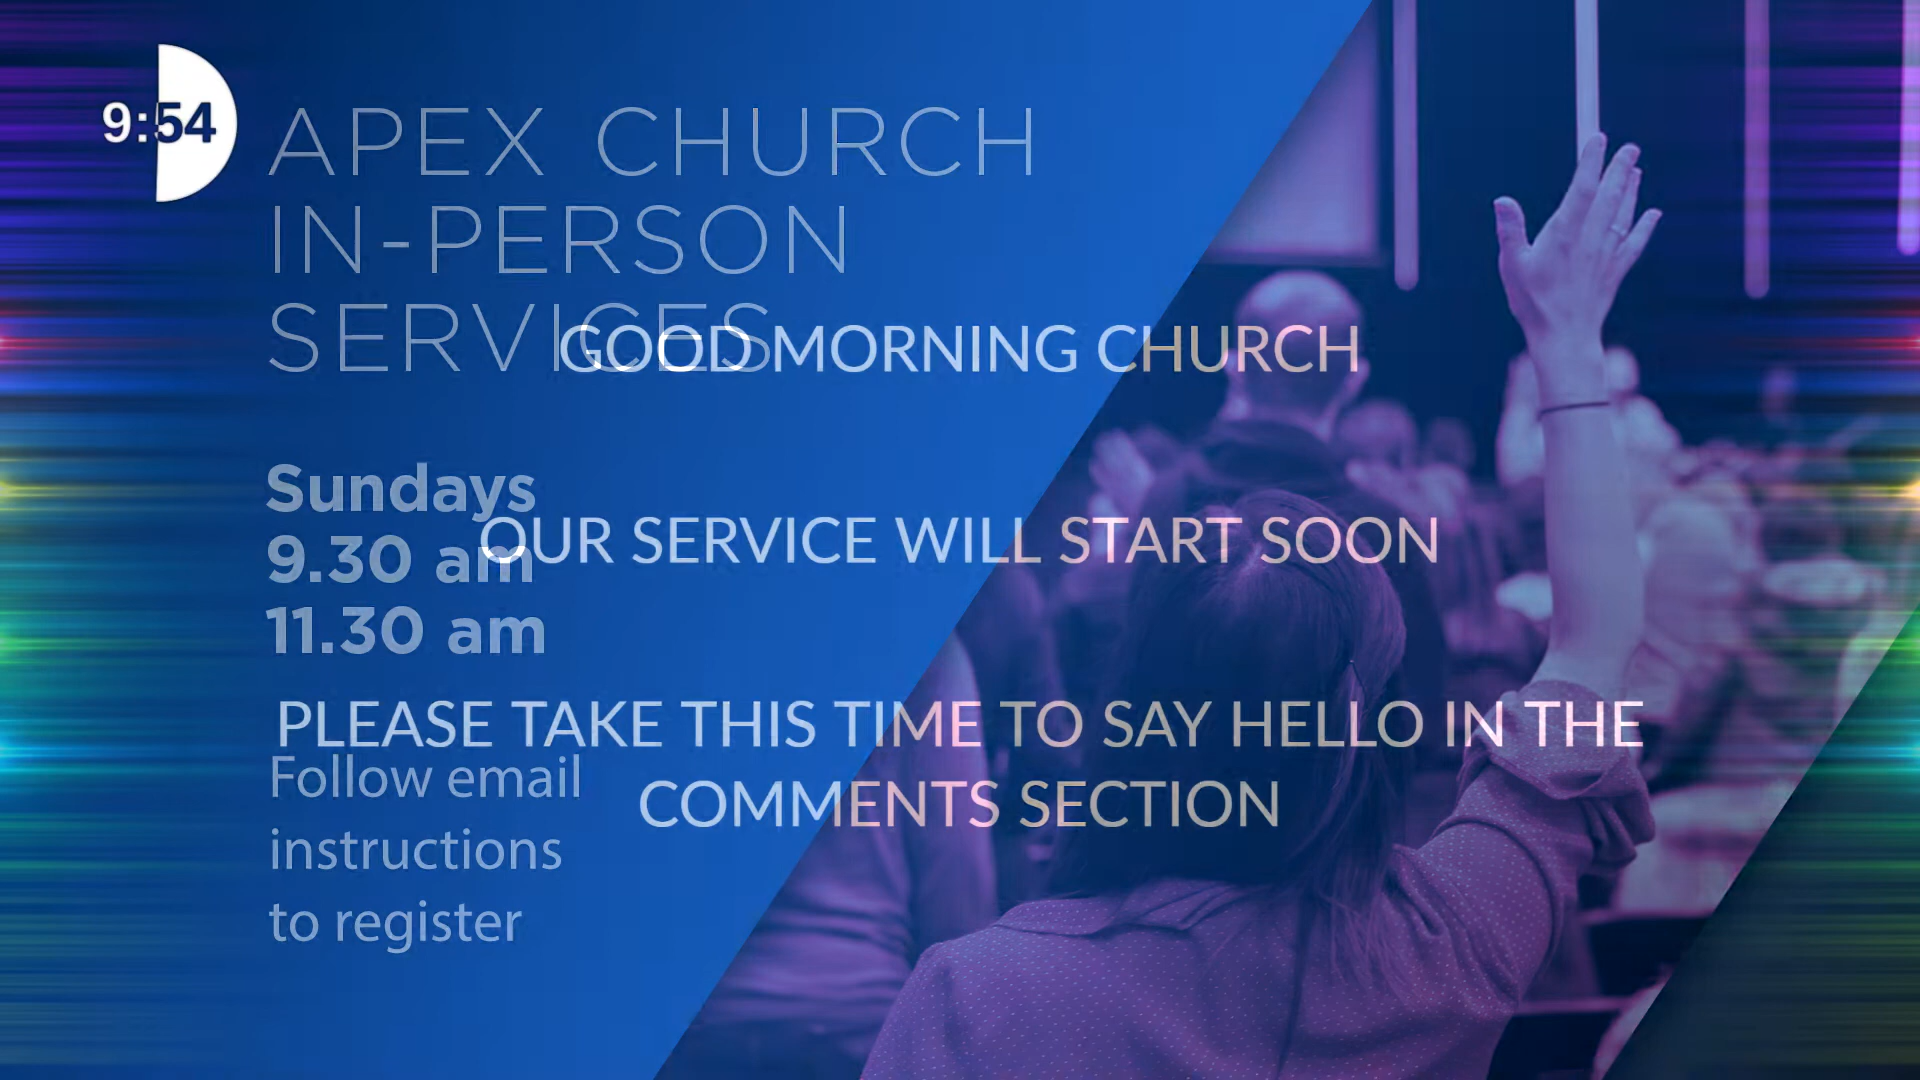 9:54
APEX CHURCH
IN-PERSON
SERVICES
Sundays
9.30 am
11.30 am
Follow email
instructions
to register
GOOD MORNING CHURCH
OUR SERVICE WILL START SOON
PLEASE TAKE THIS TIME TO SAY HELLO IN THE
COMMENTS SECTION